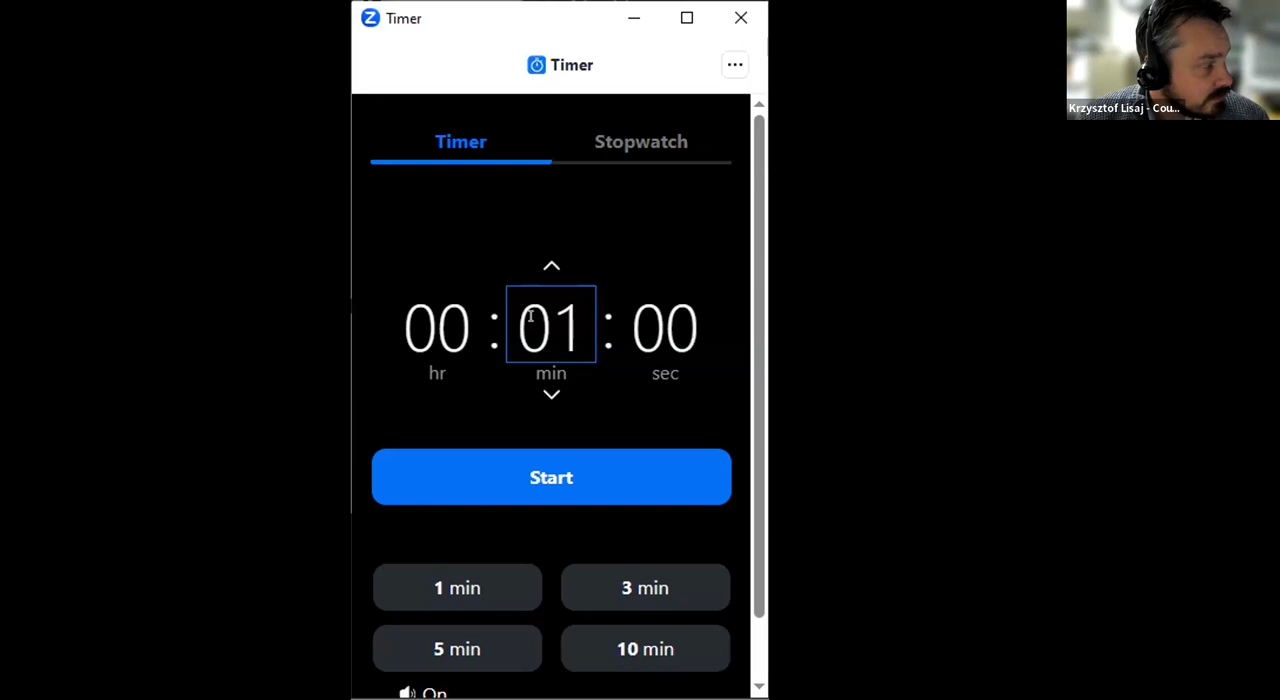 Z Timer
Timer
Timer Stopwatch
00 : 01 : 00
hr min sec
Start
1 min 3 min
5 min 10 min
On
Krzysztof Lisaj - Cou...